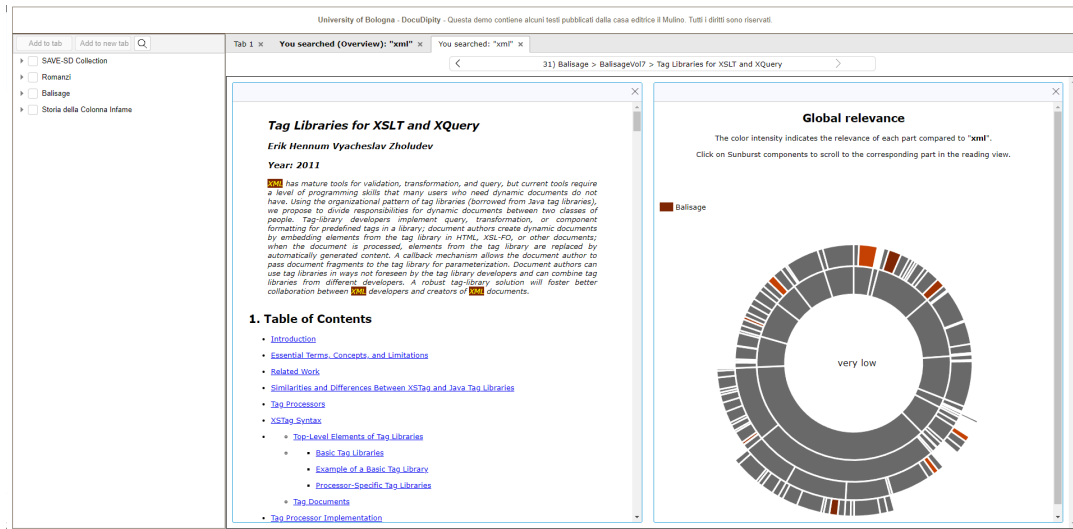 University of Bologna - DocuDipity - Questa demo contiene alcuni testi pubblicati dalla casa editrice il Mulino. Tutti i diritti sono riservati.
Add to tab Add to new tab
SAVE-SD Collection
Romanzi
Balisage
Storia della Colonna Infame
Tab 1 × You searched (Overview): "xml" × You searched: "xml" ×
31) Balisage > BalisageVol7 > Tag Libraries for XSLT and XQuery
Tag Libraries for XSLT and XQuery
Erik Hennum Vyacheslav Zholudev
Year: 2011
XML has mature tools for validation, transformation, and query, but current tools require
a level of programming skills that many users who need dynamic documents do not
have. Using the organizational pattern of tag libraries (borrowed from Java tag libraries),
we propose to divide responsibilities for dynamic documents between two classes of
people. Tag-library developers implement query, transformation, or component
formatting for predefined tags in a library; document authors create dynamic documents
by embedding elements from the tag library in HTML, XSL-FO, or other documents;
when the document is processed, elements from the tag library are replaced by
automatically generated content. A callback mechanism allows the document author to
pass document fragments to the tag library for parameterization. Document authors can
use tag libraries in ways not foreseen by the tag library developers and can combine tag
libraries from different developers. A robust tag-library solution will foster better
collaboration between XML developers and creators of XML documents.
1. Table of Contents
Introduction
Essential Terms, Concepts, and Limitations
Related Work
Similarities and Differences Between XSTag and Java Tag Libraries
Tag Processors
XSTag Syntax
Top-Level Elements of Tag Libraries
Basic Tag Libraries
Example of a Basic Tag Library
Processor-Specific Tag Libraries
Tag Documents
Tag Processor Implementation
Global relevance
The color intensity indicates the relevance of each part compared to "xml".
Click on Sunburst components to scroll to the corresponding part in the reading view.
Balisage
very low